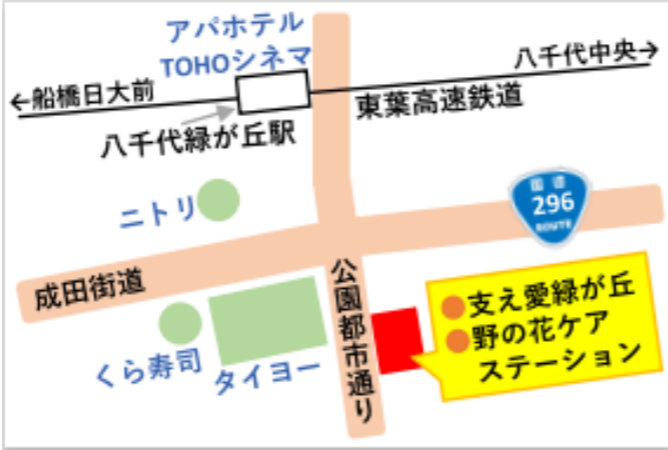 アパホテル
TOHOシネマ
八千代中央→
←船橋日大前
東葉高速鉄道
八千代緑が丘駅
国道
296
ROUTE
ニトリ
成田街道
公園都市通り
●支え愛緑が丘
●野の花ケア
ステーション
くら寿司
タイヨー